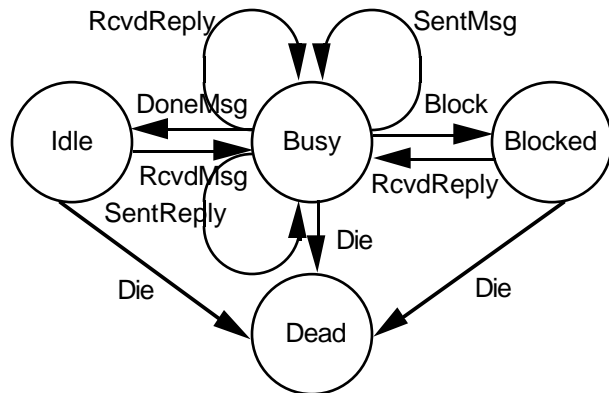 RcvdReply
SentMsg
DoneMsg
Block
Idle
Busy
Blocked
RcvdMsg
RcvdReply
SentReply
Die
Die
Die
Dead